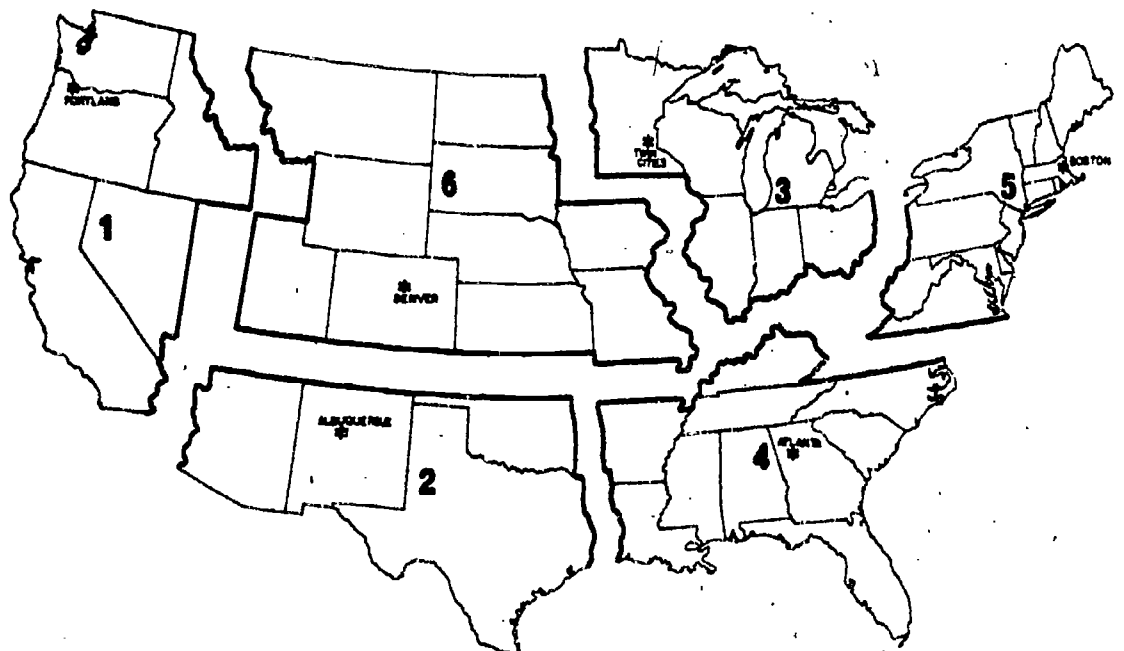 PORTLAND
1
6
DENVER
TWIN
CITIES
3
5
BOSTON
ALBUQUERQUE
2
4
ATLANTA